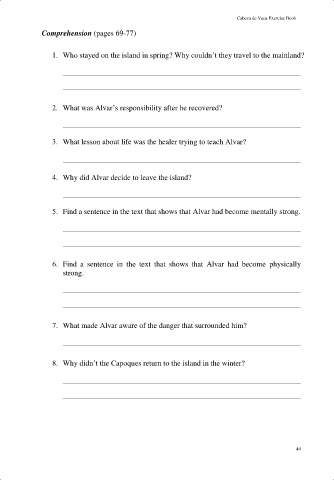 Cabeza de Vaca Exercise Book
Comprehension (pages 69-77)
1. Who stayed on the island in spring? Why couldn't they travel to the mainland?
2. What was Alvar's responsibility after he recovered?
3. What lesson about life was the healer trying to teach Alvar?
4. Why did Alvar decide to leave the island?
5. Find a sentence in the text that shows that Alvar had become mentally strong.
6. Find a sentence in the text that shows that Alvar had become physically
strong.
7. What made Alvar aware of the danger that surrounded him?
8. Why didn't the Capoques return to the island in the winter?